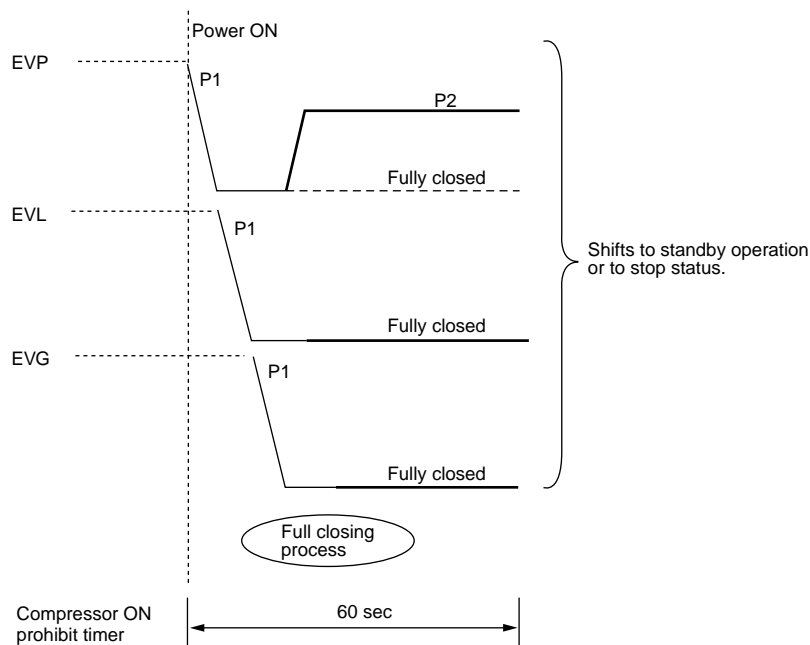 Power ON
EVP
P1
P2
Fully closed
EVL
P1
Shifts to standby operation
or to stop status.
Fully closed
EVG
P1
Fully closed
Full closing
process
Compressor ON
prohibit timer
60 sec